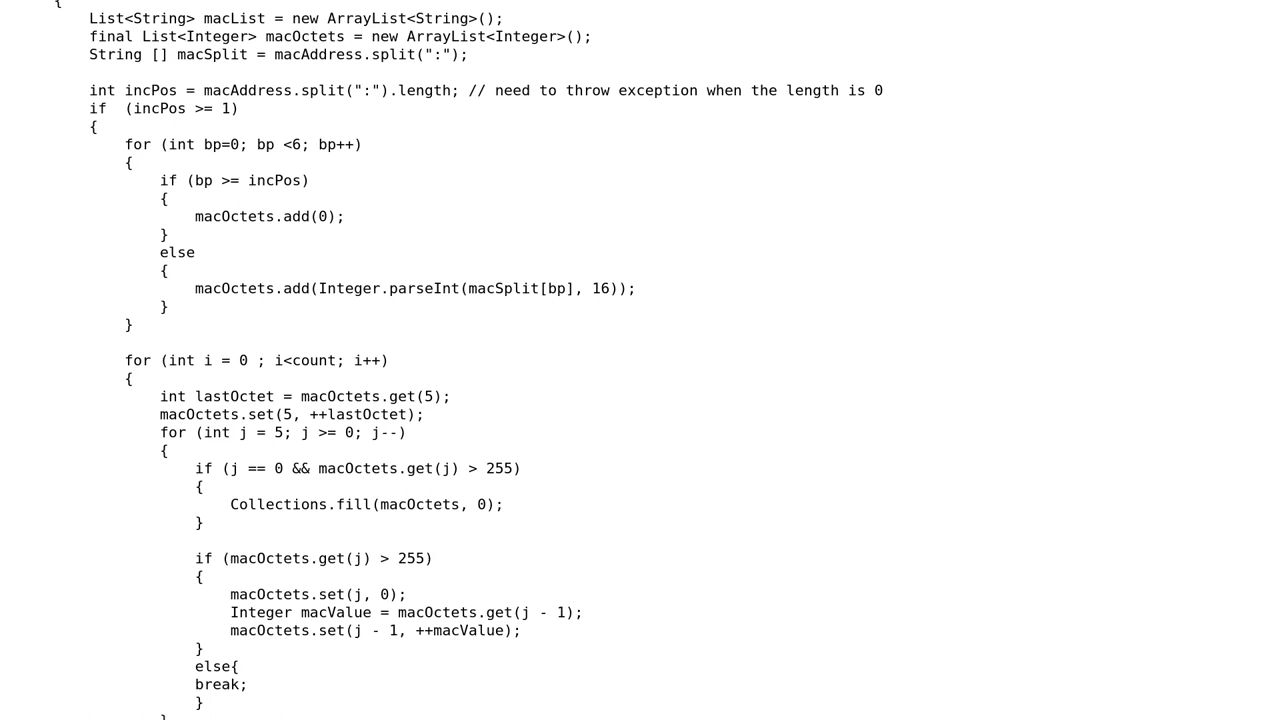 {
List<String> macList = new ArrayList<String>();
final List<Integer> macOctets = new ArrayList<Integer>();
String [] macSplit = macAddress.split(":");
int incPos = macAddress.split(":").length; // need to throw exception when the length is 0
if  (incPos >= 1)
{
for (int bp=0; bp <6; bp++)
{
if (bp >= incPos)
{
macOctets.add(0);
}
else
{
macOctets.add(Integer.parseInt(macSplit[bp], 16));
}
}
for (int i = 0 ; i<count; i++)
{
int lastOctet = macOctets.get(5);
macOctets.set(5, ++lastOctet);
for (int j = 5; j >= 0; j--)
{
if (j == 0 && macOctets.get(j) > 255)
{
Collections.fill(macOctets, 0);
}
if (macOctets.get(j) > 255)
{
macOctets.set(j, 0);
Integer macValue = macOctets.get(j - 1);
macOctets.set(j - 1, ++macValue);
}
else{
break;
}
}